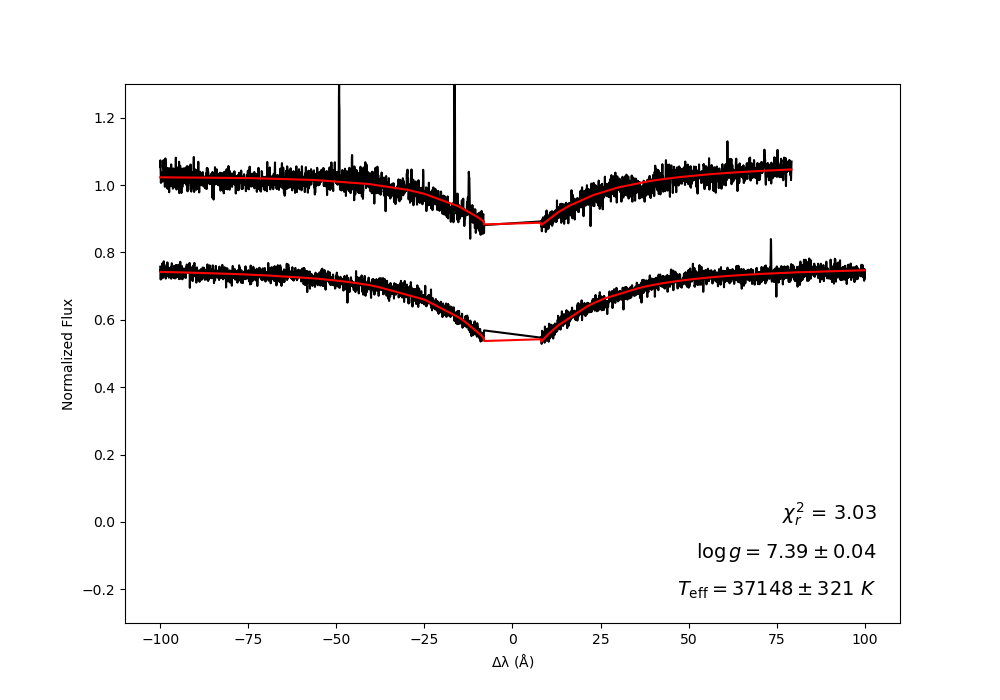 1.2
1.0
0.8
0.6
0.4
0.2
0.0
−0.2
Normalized Flux
χ²ᵣ = 3.03
log g = 7.39 ± 0.04
T_eff = 37148 ± 321 K
−100 −75 −50 −25 0 25 50 75 100
Δλ (Å)